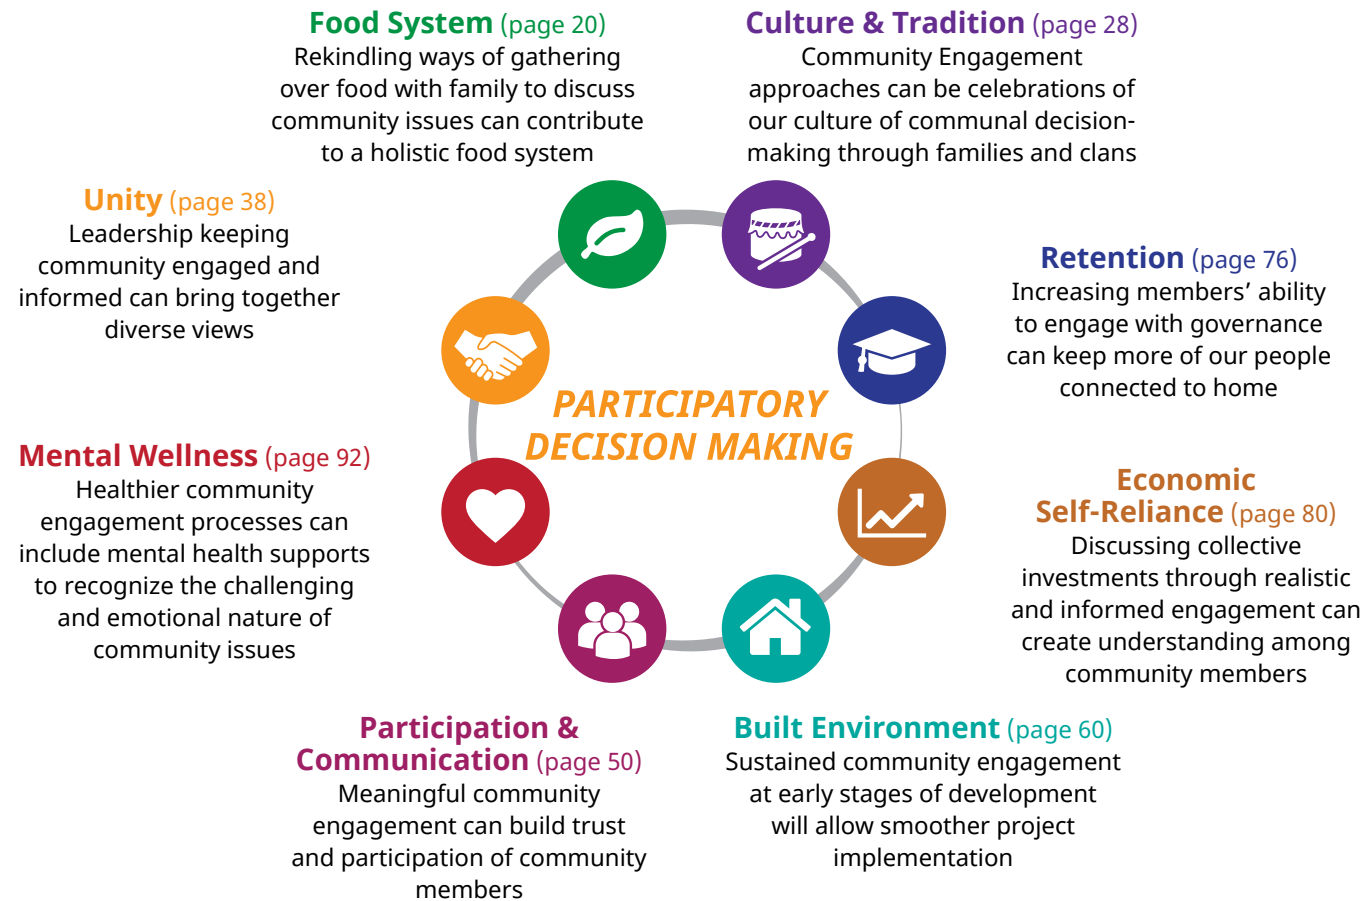 Food System (page 20)
Rekindling ways of gathering
over food with family to discuss
community issues can contribute
to a holistic food system
Culture & Tradition (page 28)
Community Engagement
approaches can be celebrations of
our culture of communal decision-
making through families and clans
Unity (page 38)
Leadership keeping
community engaged and
informed can bring together
diverse views
Retention (page 76)
Increasing members’ ability
to engage with governance
can keep more of our people
connected to home
PARTICIPATORY
DECISION MAKING
Mental Wellness (page 92)
Healthier community
engagement processes can
include mental health supports
to recognize the challenging
and emotional nature of
community issues
Economic
Self-Reliance (page 80)
Discussing collective
investments through realistic
and informed engagement can
create understanding among
community members
Participation &
Communication (page 50)
Meaningful community
engagement can build trust
and participation of community
members
Built Environment (page 60)
Sustained community engagement
at early stages of development
will allow smoother project
implementation